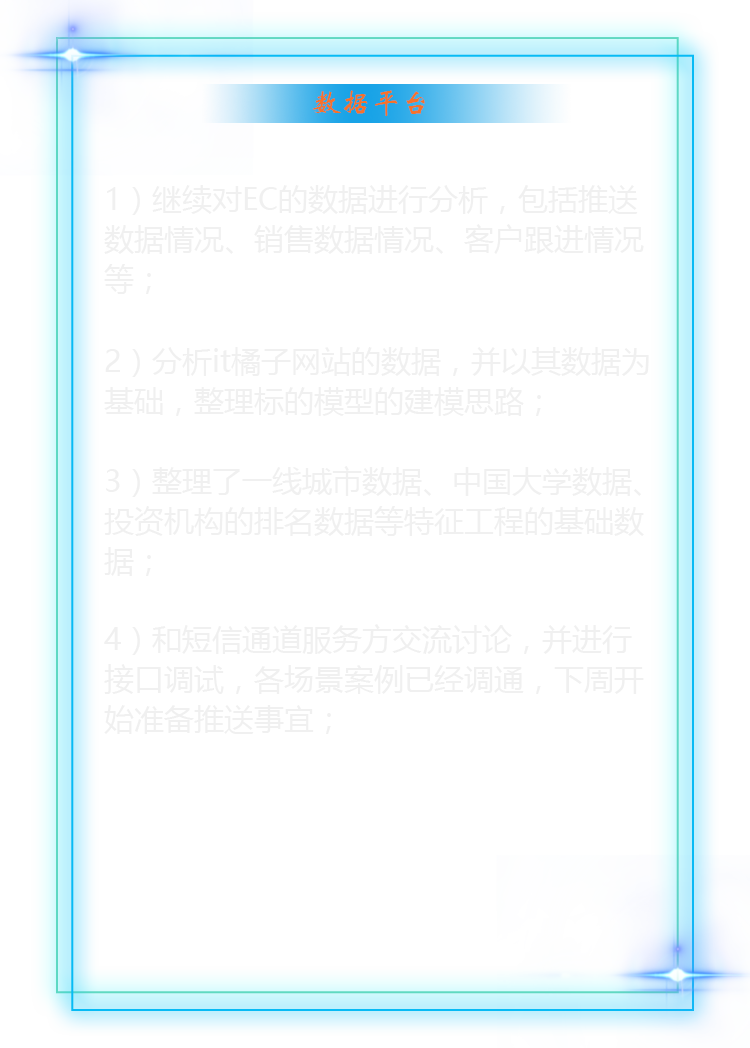 数据平台
1）继续对EC的数据进行分析，包括推送
数据情况、销售数据情况、客户跟进情况
等；
2）分析it橘子网站的数据，并以其数据为
基础，整理标的模型的建模思路；
3）整理了一线城市数据、中国大学数据、
投资机构的排名数据等特征工程的基础数
据；
4）和短信通道服务方交流讨论，并进行
接口调试，各场景案例已经调通，下周开
始准备推送事宜；